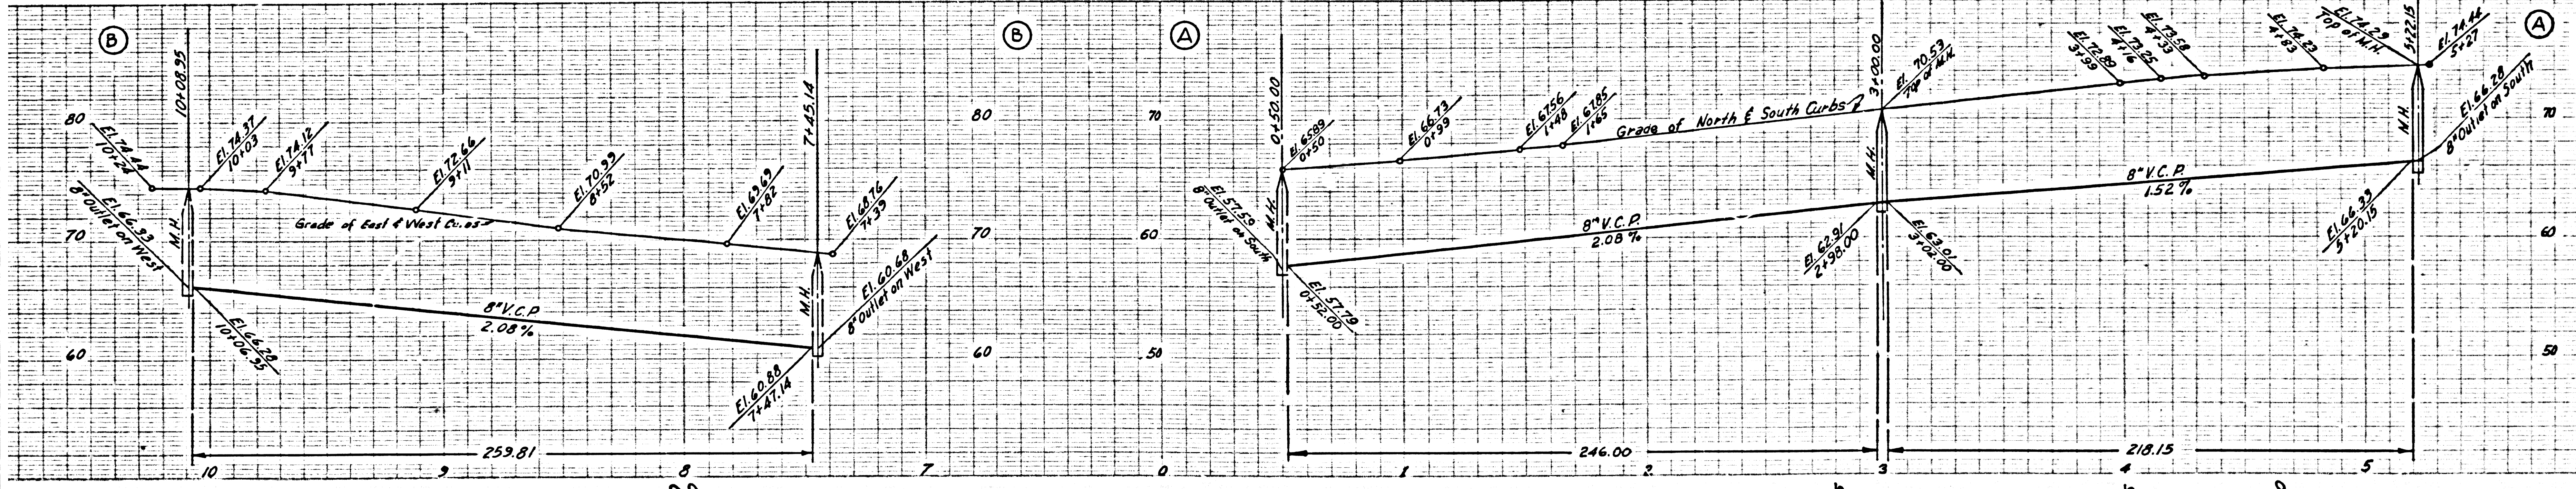 B
10+08.95
80
70
60
El. 74.44
10+24
El. 74.37
10+03
El. 74.12
9+77
El. 72.66
9+11
El. 70.99
8+52
El. 69.69
7+82
El. 68.76
7+39
7+45.14
Grade of East & West
El. 66.33
8" Outlet on West
M.H.
El. 66.28
10+06.95
8" V.C.P.
2.08 %
M.H.
El. 60.68
8" Outlet on West
El. 60.88
7+47.14
259.81
10
9
8
7
B
80
70
60
A
70
60
50
0+50.00
El. 65.89
0+50
El. 66.73
0+99
El. 67.56
1+48
El. 67.85
1+65
Grade of North & South Curbs
3+00.00
El. 70.53
Top of M.H.
El. 57.59
8" Outlet on South
M.H.
El. 57.79
0+52.00
8" V.C.P.
2.08 %
M.H.
El. 62.91
2+98.00
El. 63.01
3+02.00
El. 72.89
3+99
El. 73.25
4+16
El. 73.58
4+33
El. 74.23
4+83
El. 74.29
Top of M.H.
5+22.15
El. 74.44
5+27
A
8" V.C.P.
1.52 %
M.H.
El. 66.28
8" Outlet on South
El. 66.33
5+20.15
70
60
50
246.00
218.15
0
1
2
3
4
5